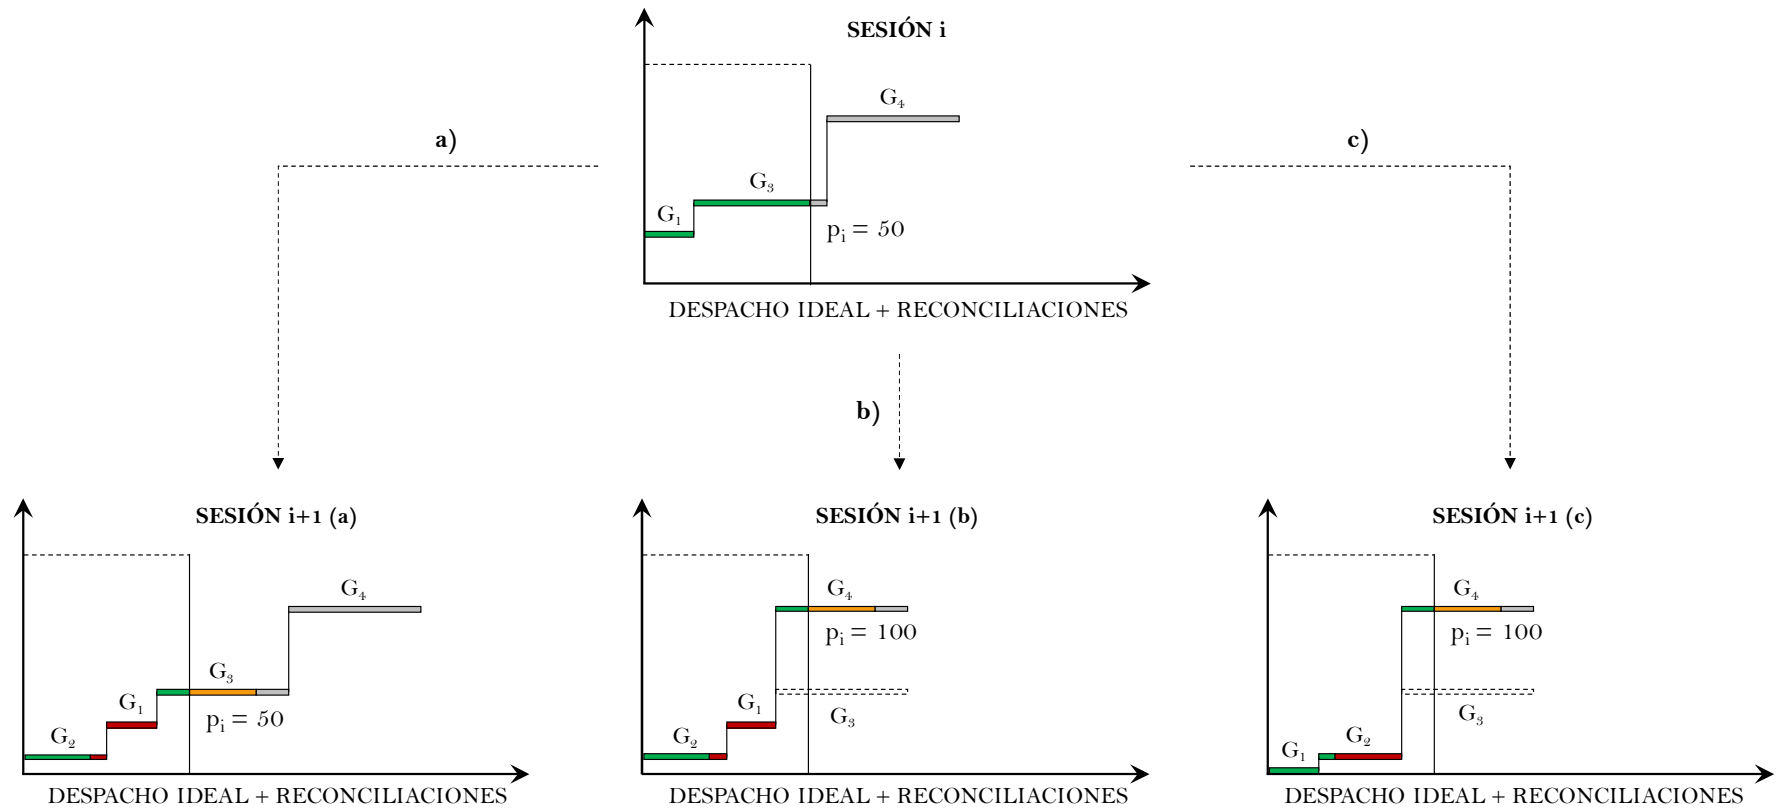 SESIÓN i
G₄
a)
c)
G₃
G₁
pᵢ = 50
DESPACHO IDEAL + RECONCILIACIONES
b)
SESIÓN i+1 (a)
G₄
G₃
G₁
pᵢ = 50
G₂
DESPACHO IDEAL + RECONCILIACIONES
SESIÓN i+1 (b)
G₄
pᵢ = 100
G₁
G₃
G₂
DESPACHO IDEAL + RECONCILIACIONES
SESIÓN i+1 (c)
G₄
pᵢ = 100
G₃
G₂
G₁
DESPACHO IDEAL + RECONCILIACIONES